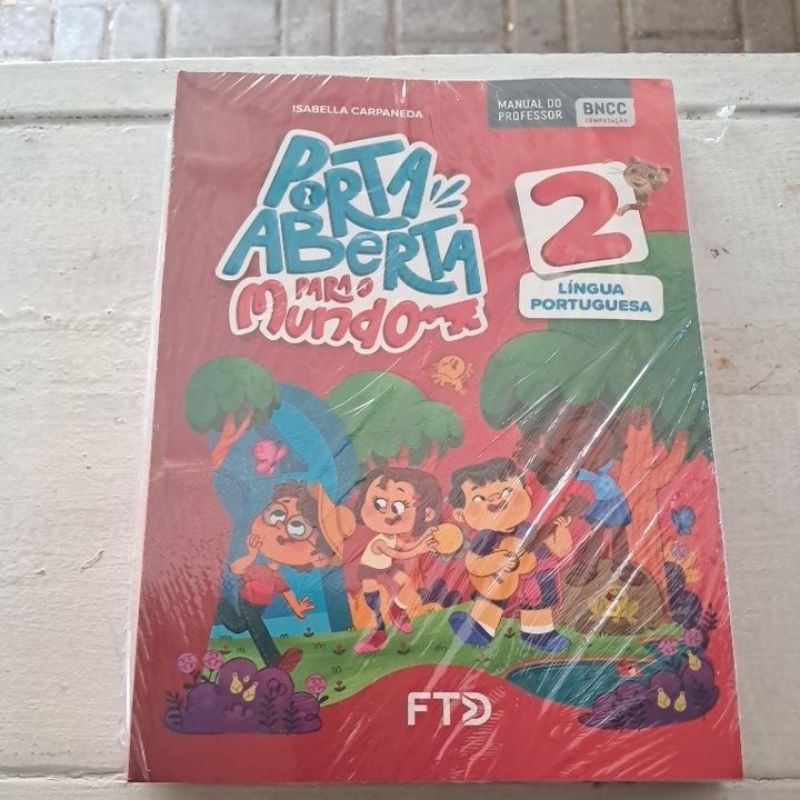 ISABELLA CARPANEDA
MANUAL DO
PROFESSOR
BNCC
COMPUTAÇÃO
PORTA
ABERTA
PARA O
MUNDO
2
LÍNGUA
PORTUGUESA
FTD